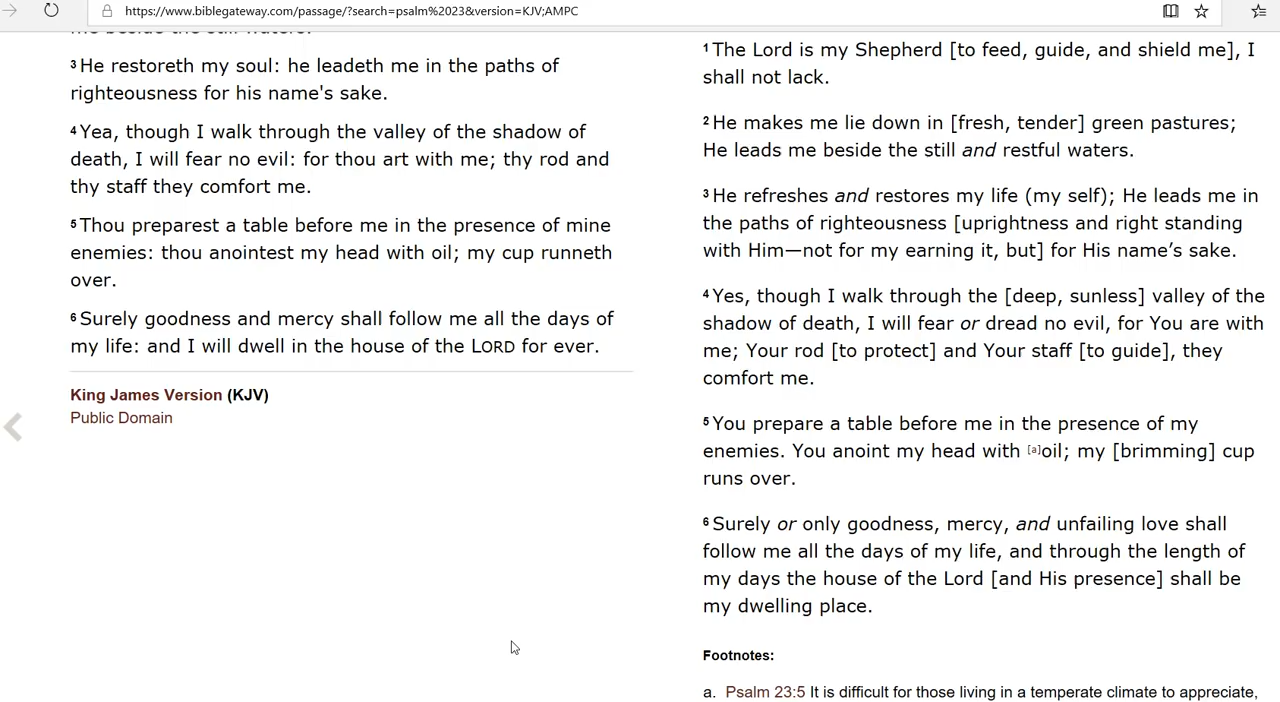 https://www.biblegateway.com/passage/?search=psalm%2023&version=KJV;AMPC
me beside the still waters.
3 He restoreth my soul: he leadeth me in the paths of
righteousness for his name's sake.
4 Yea, though I walk through the valley of the shadow of
death, I will fear no evil: for thou art with me; thy rod and
thy staff they comfort me.
5 Thou preparest a table before me in the presence of mine
enemies: thou anointest my head with oil; my cup runneth
over.
6 Surely goodness and mercy shall follow me all the days of
my life: and I will dwell in the house of the LORD for ever.
King James Version (KJV)
Public Domain
1 The Lord is my Shepherd [to feed, guide, and shield me], I
shall not lack.
2 He makes me lie down in [fresh, tender] green pastures;
He leads me beside the still and restful waters.
3 He refreshes and restores my life (my self); He leads me in
the paths of righteousness [uprightness and right standing
with Him—not for my earning it, but] for His name’s sake.
4 Yes, though I walk through the [deep, sunless] valley of the
shadow of death, I will fear or dread no evil, for You are with
me; Your rod [to protect] and Your staff [to guide], they
comfort me.
5 You prepare a table before me in the presence of my
enemies. You anoint my head with [a]oil; my [brimming] cup
runs over.
6 Surely or only goodness, mercy, and unfailing love shall
follow me all the days of my life, and through the length of
my days the house of the Lord [and His presence] shall be
my dwelling place.
Footnotes:
a. Psalm 23:5 It is difficult for those living in a temperate climate to appreciate,